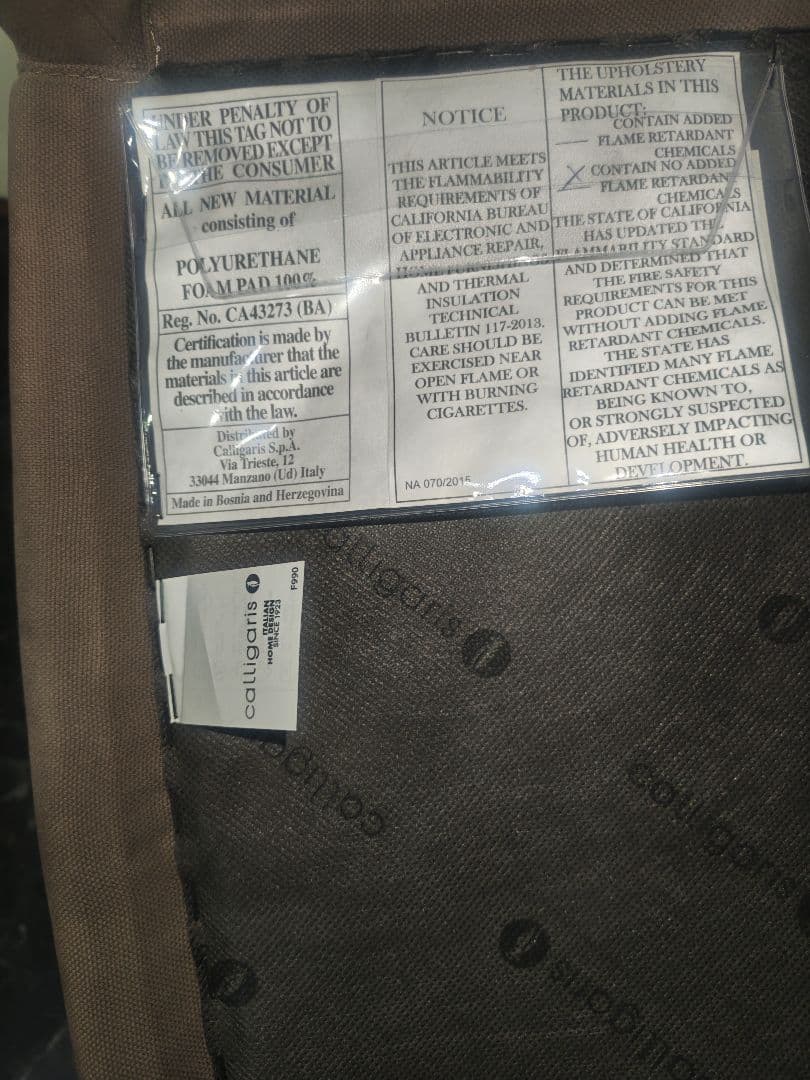 UNDER PENALTY OF
LAW THIS TAG NOT TO
BE REMOVED EXCEPT
THE CONSUMER
ALL NEW MATERIAL
consisting of
POLYURETHANE
FOAM PAD 100%
Reg. No. CA43273 (BA)
Certification is made by
the manufacturer that the
materials in this article are
described in accordance
with the law.
Distributed by
Calligaris S.p.A.
Via Trieste, 12
33044 Manzano (Ud) Italy
Made in Bosnia and Herzegovina
NOTICE
THIS ARTICLE MEETS
THE FLAMMABILITY
REQUIREMENTS OF
CALIFORNIA BUREAU
OF ELECTRONIC AND
APPLIANCE REPAIR,
HOME FURNISHINGS
AND THERMAL
INSULATION
TECHNICAL
BULLETIN 117-2013.
CARE SHOULD BE
EXERCISED NEAR
OPEN FLAME OR
WITH BURNING
CIGARETTES.
NA 070/2015
THE UPHOLSTERY
MATERIALS IN THIS
PRODUCT:
CONTAIN ADDED
FLAME RETARDANT
CHEMICALS
X CONTAIN NO ADDED
FLAME RETARDANT
CHEMICALS
THE STATE OF CALIFORNIA
HAS UPDATED THE
FLAMMABILITY STANDARD
AND DETERMINED THAT
THE FIRE SAFETY
REQUIREMENTS FOR THIS
PRODUCT CAN BE MET
WITHOUT ADDING FLAME
RETARDANT CHEMICALS.
THE STATE HAS
IDENTIFIED MANY FLAME
RETARDANT CHEMICALS AS
BEING KNOWN TO,
OR STRONGLY SUSPECTED
OF, ADVERSELY IMPACTING
HUMAN HEALTH OR
DEVELOPMENT.
calligaris
ITALIAN
HOME DESIGN
SINCE 1923
F990
calligaris
calligaris
calligaris
calligaris